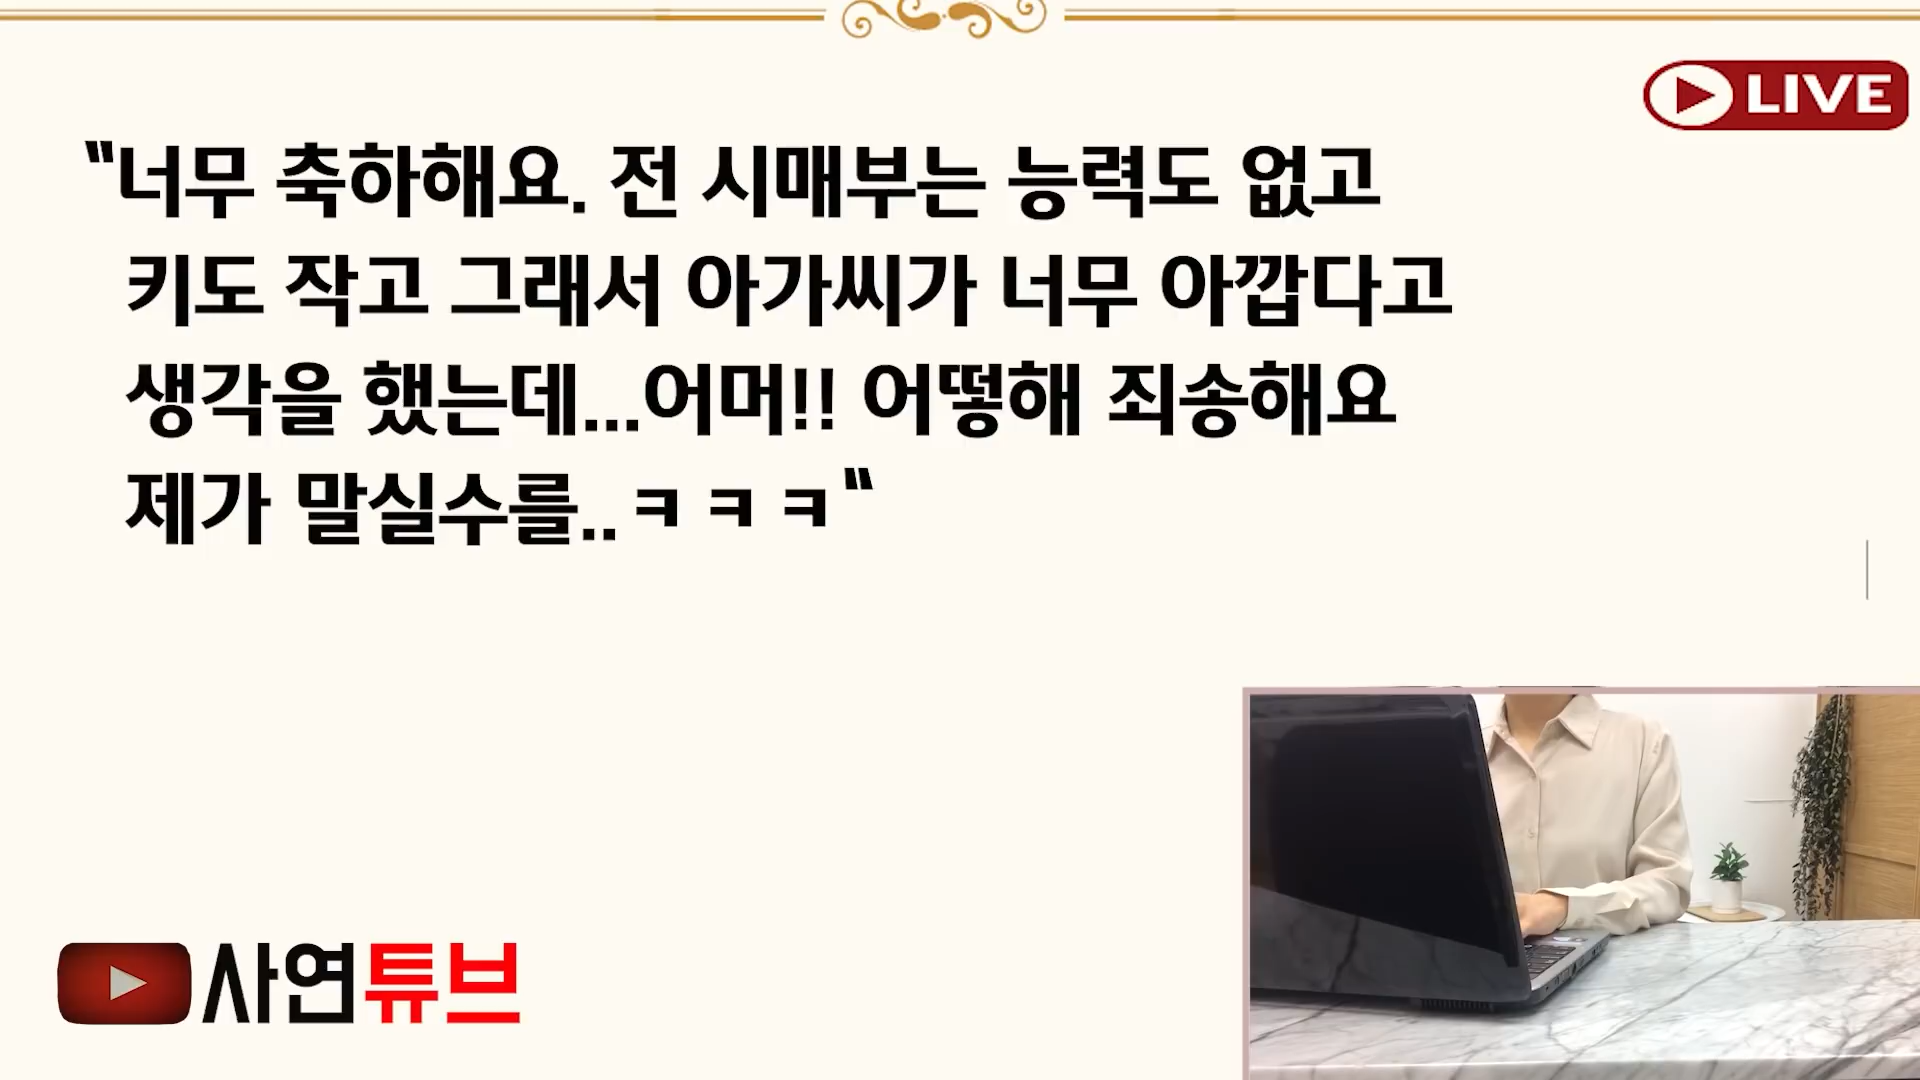 LIVE
"너무 축하해요. 전 시매부는 능력도 없고
키도 작고 그래서 아가씨가 너무 아깝다고
생각을 했는데...어머!! 어떻해 죄송해요
제가 말실수를..ㅋㅋㅋ"
사연튜브